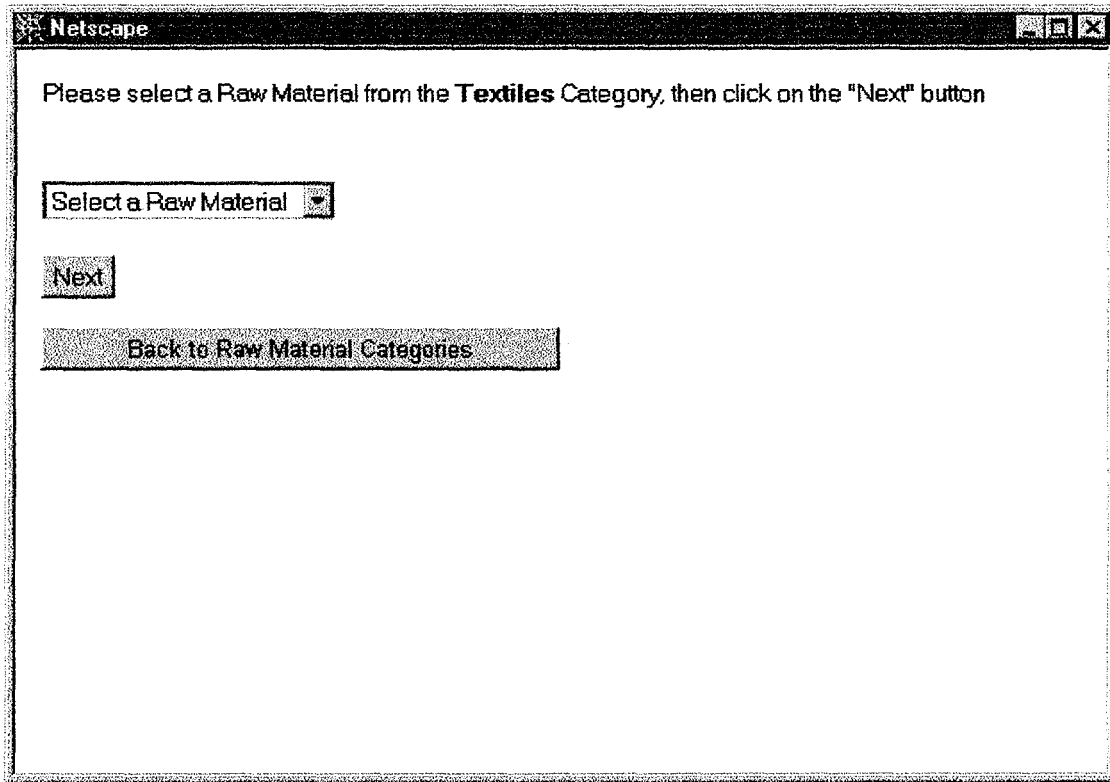 Netscape
Please select a Raw Material from the Textiles Category, then click on the "Next" button
Select a Raw Material
Next
Back to Raw Material Categories